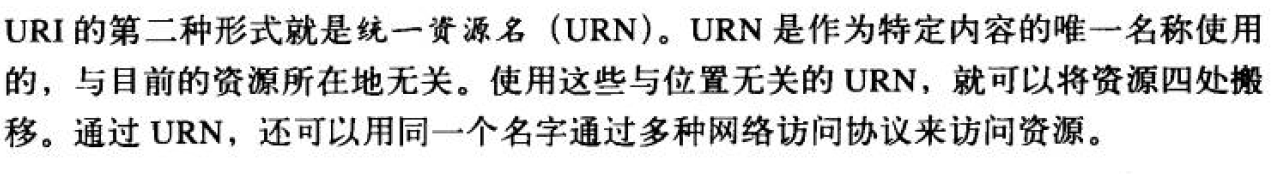 URI 的第二种形式就是统一资源名（URN）。URN 是作为特定内容的唯一名称使用
的，与目前的资源所在地无关。使用这些与位置无关的 URN，就可以将资源四处搬
移。通过 URN，还可以用同一个名字通过多种网络访问协议来访问资源。